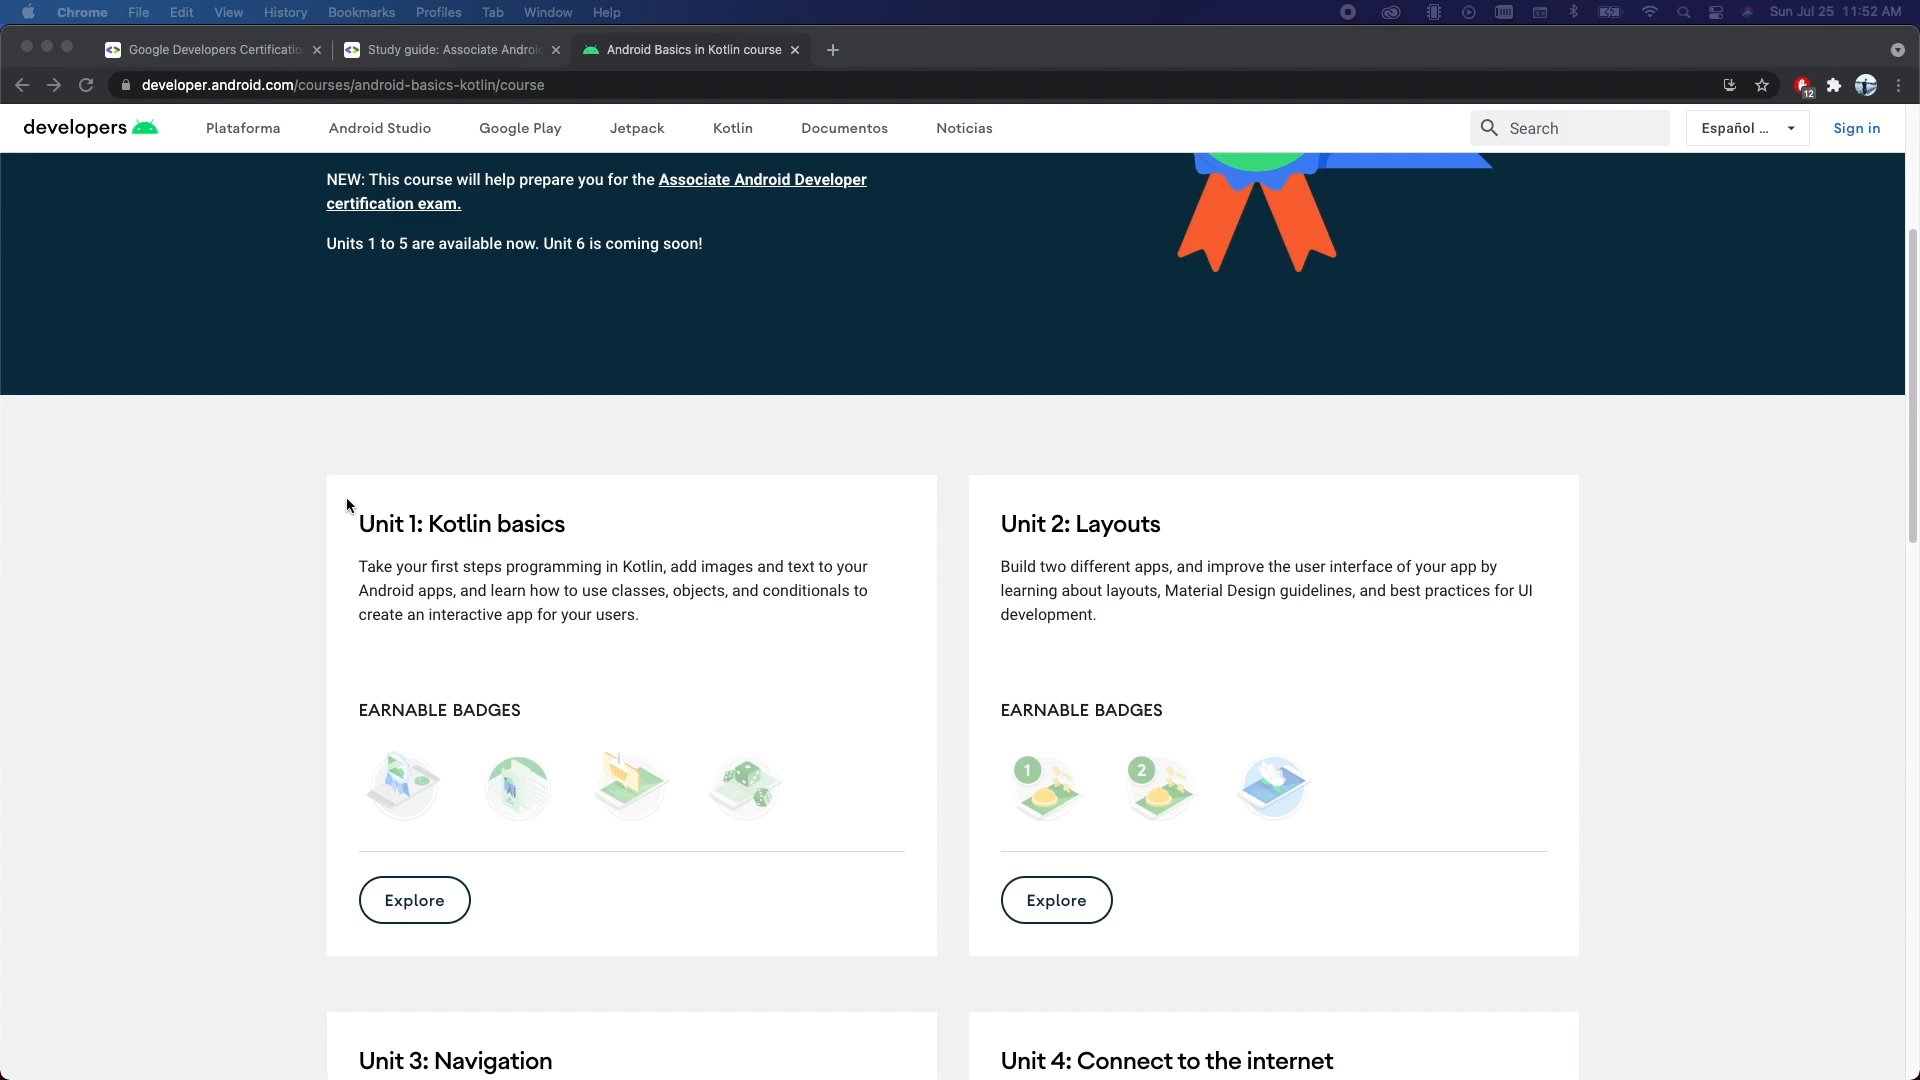 Chrome File Edit View History Bookmarks Profiles Tab Window Help Sun Jul 25 11:52 AM
Google Developers Certificatio Study guide: Associate Androi Android Basics in Kotlin course
developer.android.com/courses/android-basics-kotlin/course 12
developers Plataforma Android Studio Google Play Jetpack Kotlin Documentos Noticias Search Español ... Sign in
NEW: This course will help prepare you for the Associate Android Developer
certification exam.
Units 1 to 5 are available now. Unit 6 is coming soon!
Unit 1: Kotlin basics
Take your first steps programming in Kotlin, add images and text to your
Android apps, and learn how to use classes, objects, and conditionals to
create an interactive app for your users.
EARNABLE BADGES
Explore
Unit 2: Layouts
Build two different apps, and improve the user interface of your app by
learning about layouts, Material Design guidelines, and best practices for UI
development.
EARNABLE BADGES
1 2
Explore
Unit 3: Navigation
Unit 4: Connect to the internet